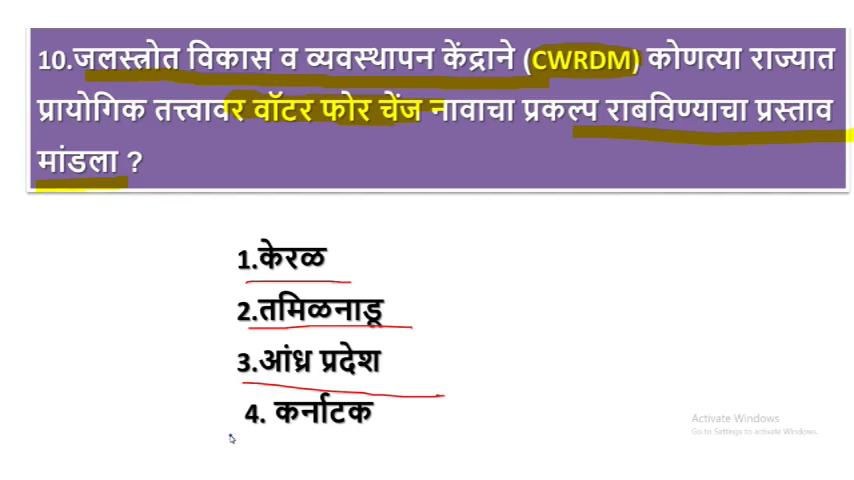 10.जलस्त्रोत विकास व व्यवस्थापन केंद्राने (CWRDM) कोणत्या राज्यात
प्रायोगिक तत्त्वावर वॉटर फोर चेंज नावाचा प्रकल्प राबविण्याचा प्रस्ताव
मांडला ?
1.केरळ
2.तमिळनाडू
3.आंध्र प्रदेश
4. कर्नाटक
Activate Windows
Go to Settings to activate Windows.